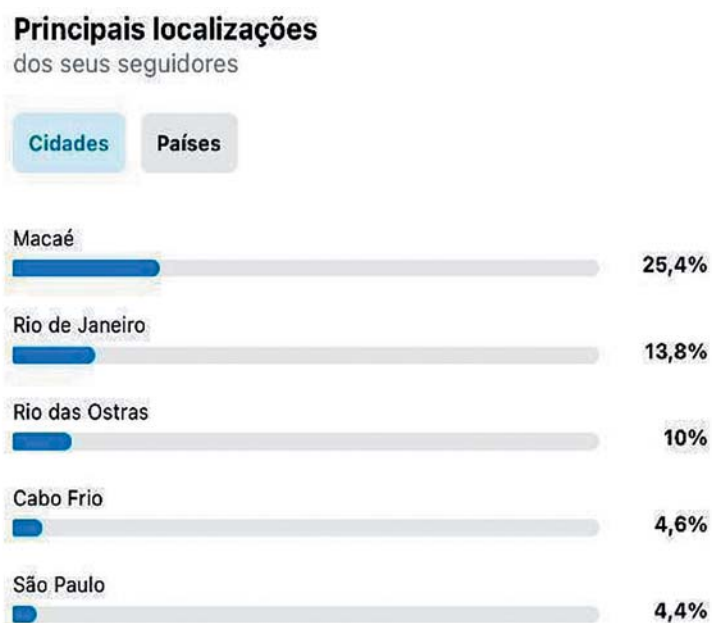 Principais localizações
dos seus seguidores
Cidades Países
Macaé
25,4%
Rio de Janeiro
13,8%
Rio das Ostras
10%
Cabo Frio
4,6%
São Paulo
4,4%